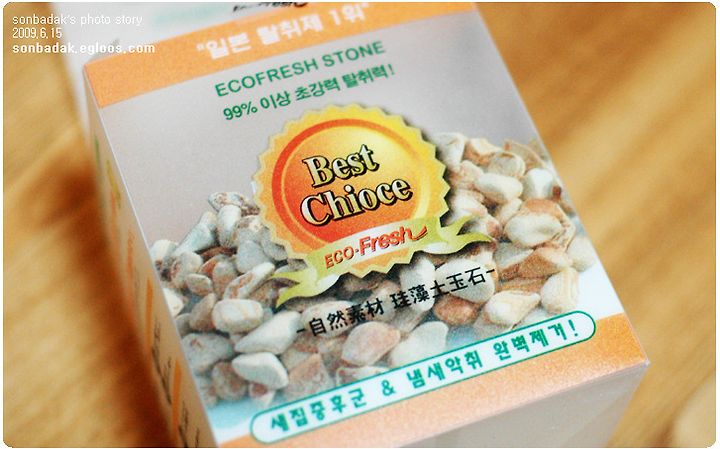 sonbadak's photo story
2009,6,15
sonbadak.egloos.com
"일본 탈취제 1위"
ECOFRESH STONE
99% 이상 초강력 탈취력!
Best
Chioce
ECO-Fresh
-自然素材 珪藻土玉石-
새집증후군 & 냄새악취 완벽제거!